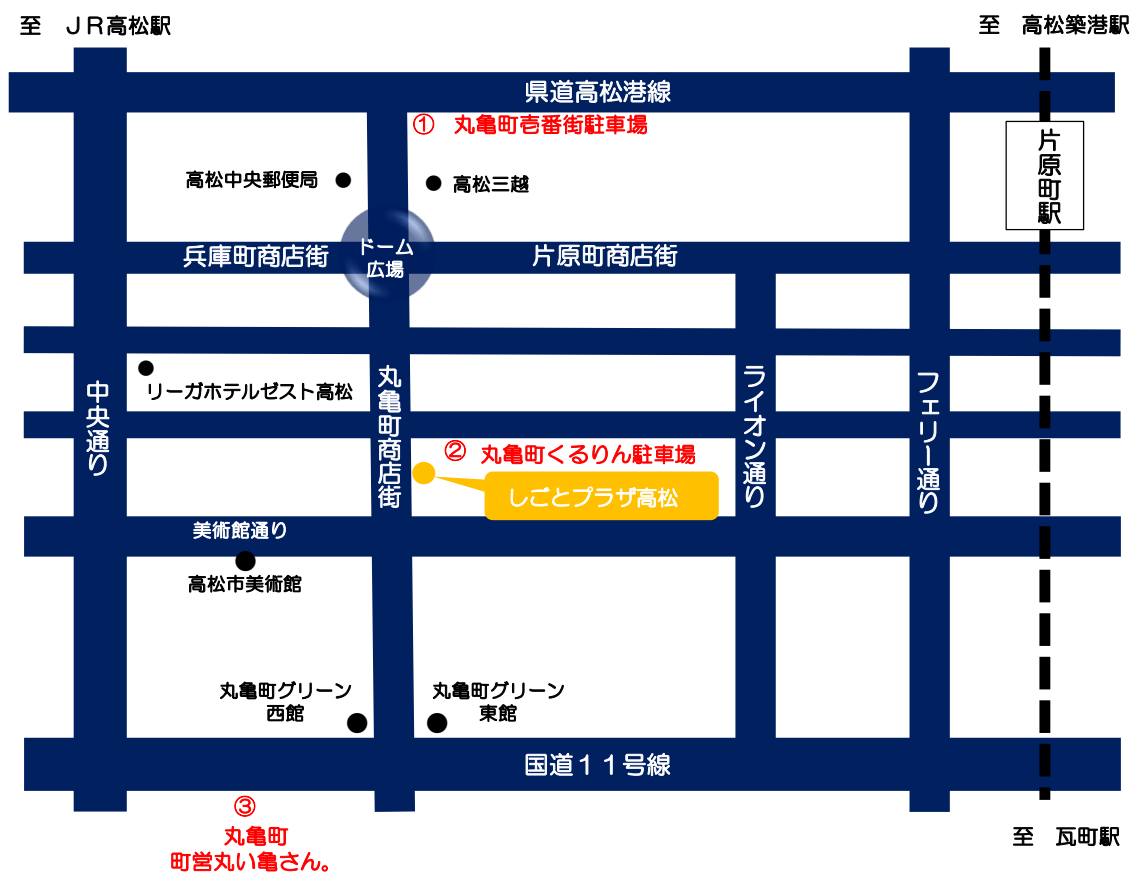 至　ＪＲ高松駅
至　高松築港駅
県道高松港線
①　丸亀町壱番街駐車場
片原町駅
高松中央郵便局
高松三越
兵庫町商店街
ドーム
広場
片原町商店街
リーガホテルゼスト高松
中央通り
丸亀町商店街
ライオン通り
フェリー通り
②　丸亀町くるりん駐車場
しごとプラザ高松
美術館通り
高松市美術館
丸亀町グリーン
西館
丸亀町グリーン
東館
国道１１号線
③
丸亀町
町営丸い亀さん。
至　瓦町駅